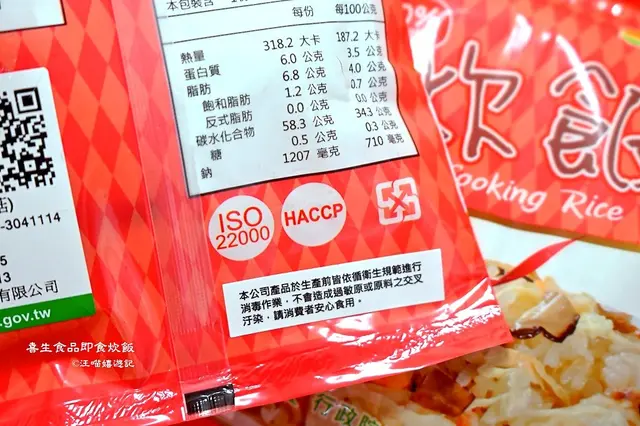 本包裝含
每份 每100公克
熱量 318.2 大卡 187.2 大卡
蛋白質 6.0 公克 3.5 公克
脂肪 6.8 公克 4.0 公克
飽和脂肪 1.2 公克 0.7 公克
反式脂肪 0.0 公克 0.0 公克
碳水化合物 58.3 公克 34.3 公克
糖 0.5 公克 0.3 公克
鈉 1207 毫克 710 毫克
-3041114
5
13
有限公司
.gov.tw
ISO
22000
HACCP
本公司產品於生產前皆依循衛生規範進行
消毒作業，不會造成過敏原或原料之交叉
汙染，請消費者安心食用。
0%
炊飯
Cooking Rice
行政院
喜生食品即食炊飯
©汪喵嬉遊記